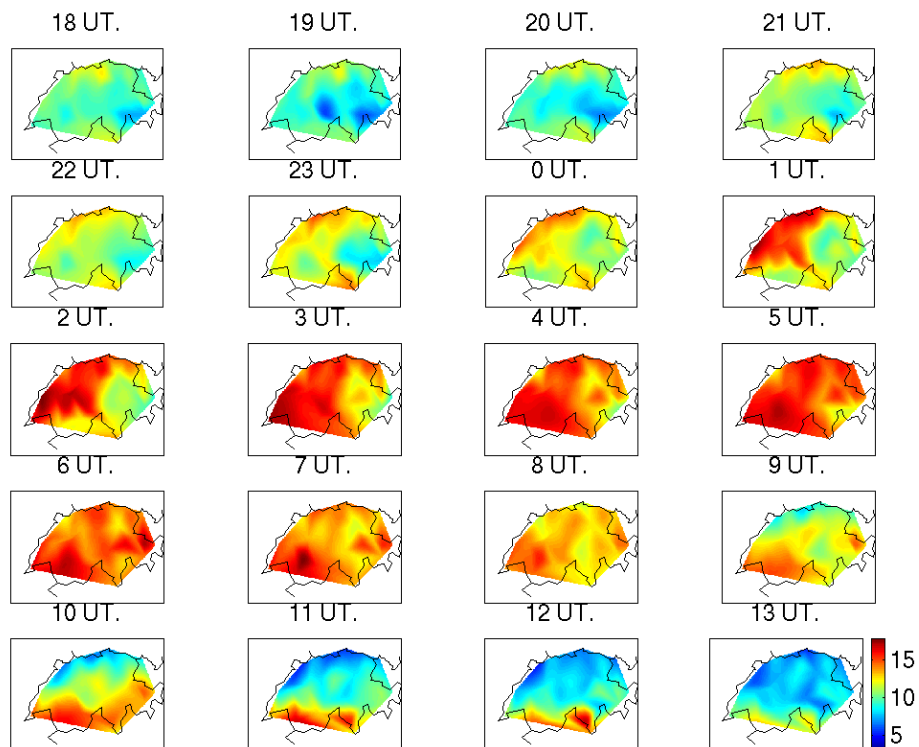 18 UT. 19 UT. 20 UT. 21 UT.
22 UT. 23 UT. 0 UT. 1 UT.
2 UT. 3 UT. 4 UT. 5 UT.
6 UT. 7 UT. 8 UT. 9 UT.
10 UT. 11 UT. 12 UT. 13 UT.
15
10
5